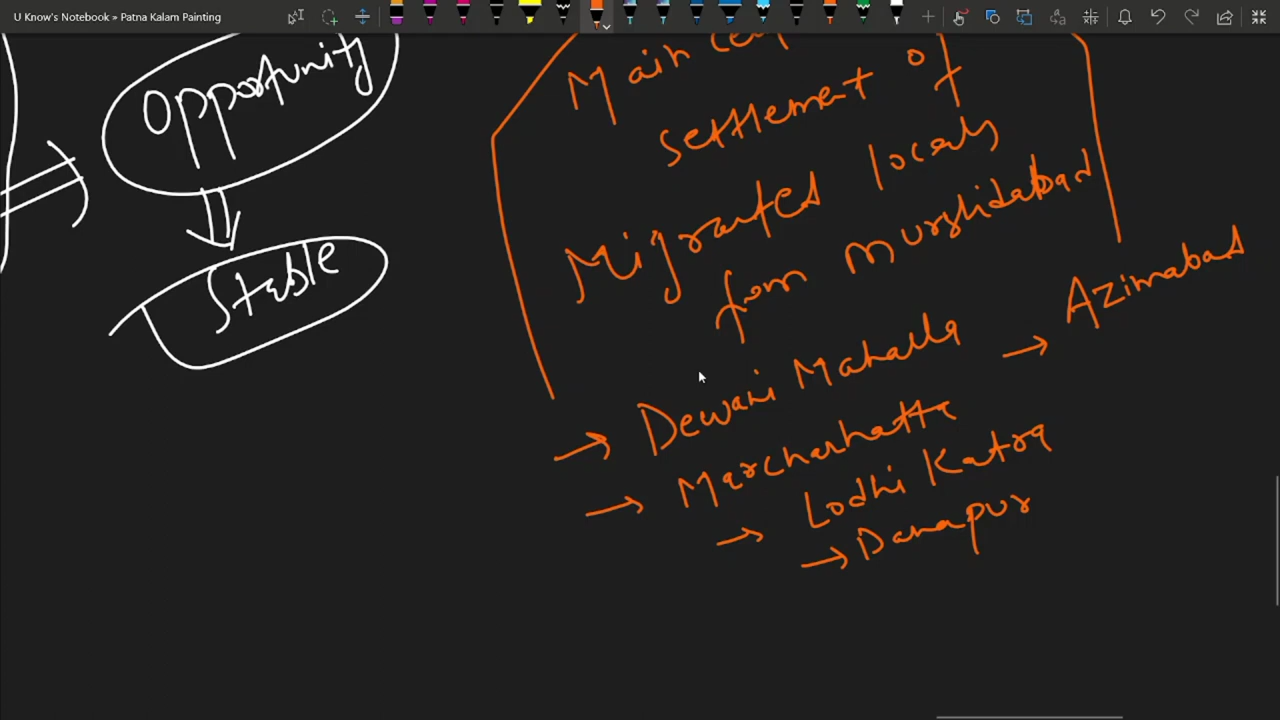 U Know's Notebook » Patna Kalam Painting
Opportunity
Stable
Main
settlement of
Migrated locals
from Murshidabad
→ Dewani Mahalla
→ Azimabad
→ Marcharhatta
→ Lodhi Katra
→ Danapur